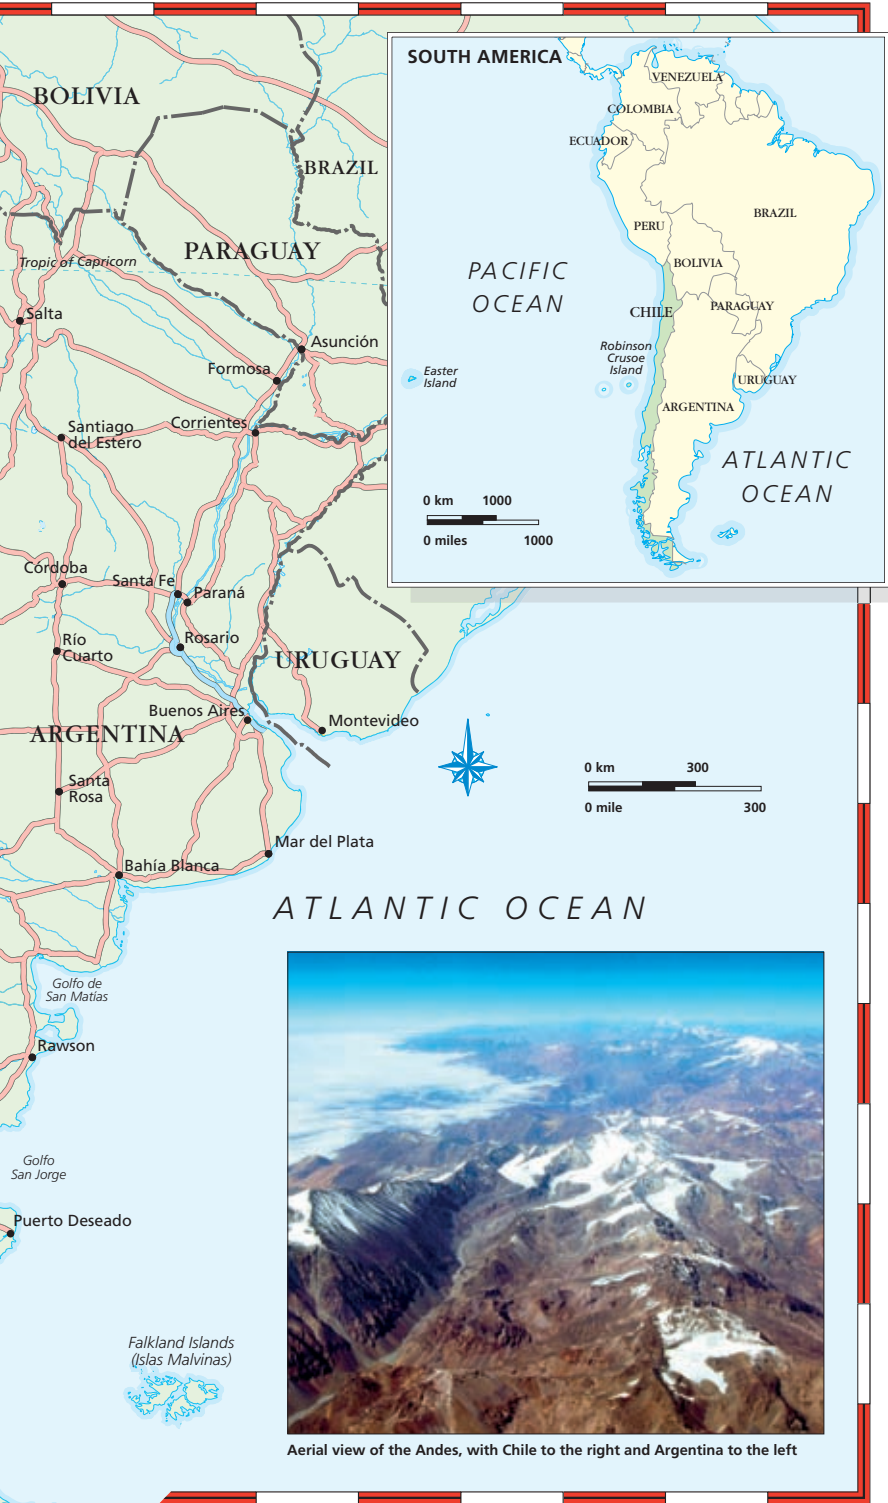 BOLIVIA
BRAZIL
PARAGUAY
Tropic of Capricorn
Salta
Asunción
Formosa
Corrientes
Santiago
del Estero
Córdoba
Santa Fe
Paraná
Río
Cuarto
Rosario
URUGUAY
Buenos Aires
Montevideo
ARGENTINA
Santa
Rosa
Mar del Plata
Bahía Blanca
ATLANTIC OCEAN
Golfo de
San Matías
Rawson
Golfo
San Jorge
Puerto Deseado
Falkland Islands
(Islas Malvinas)
0 km 300
0 mile 300
SOUTH AMERICA
VENEZUELA
COLOMBIA
ECUADOR
BRAZIL
PERU
BOLIVIA
PACIFIC
OCEAN
CHILE
PARAGUAY
Robinson
Crusoe
Island
Easter
Island
URUGUAY
ARGENTINA
ATLANTIC
OCEAN
0 km 1000
0 miles 1000
Aerial view of the Andes, with Chile to the right and Argentina to the left